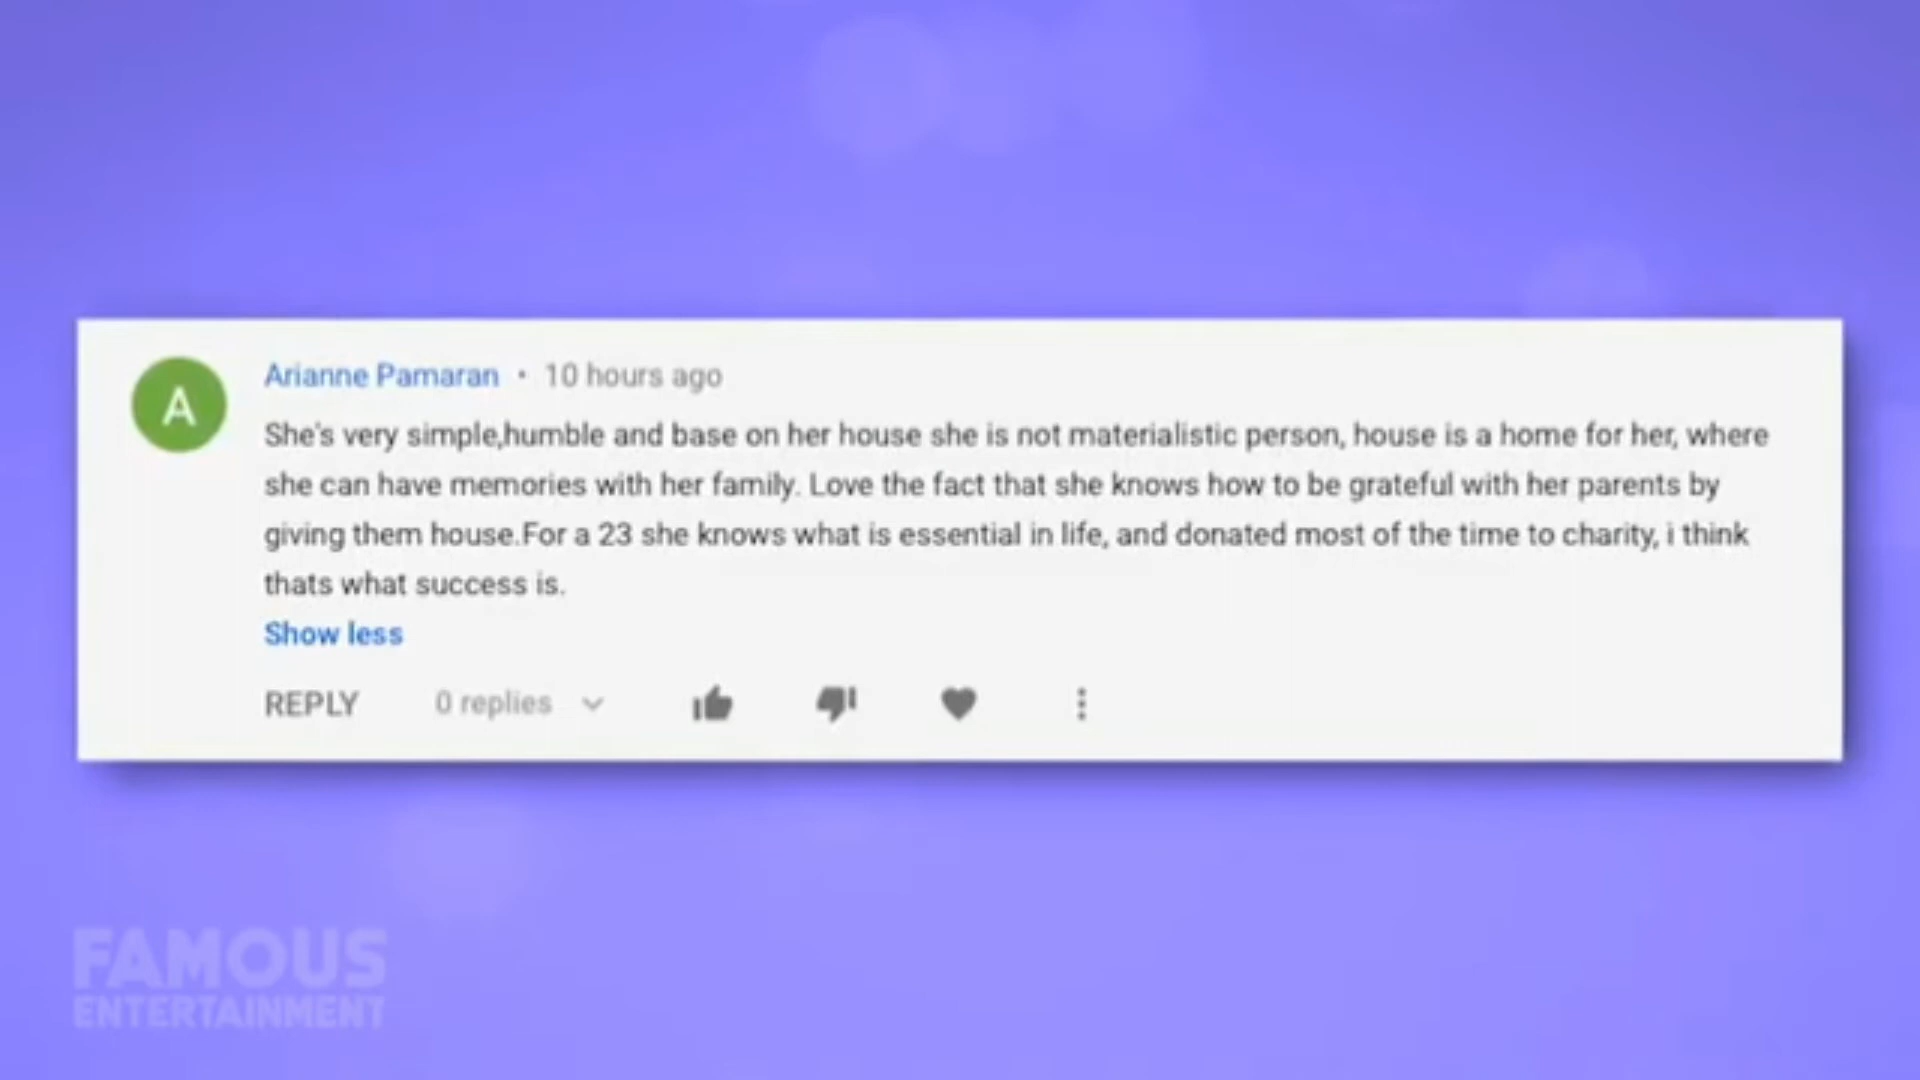 A
Arianne Pamaran • 10 hours ago
She's very simple,humble and base on her house she is not materialistic person, house is a home for her, where
she can have memories with her family. Love the fact that she knows how to be grateful with her parents by
giving them house.For a 23 she knows what is essential in life, and donated most of the time to charity, i think
thats what success is.
Show less
REPLY 0 replies
FAMOUS
ENTERTAINMENT